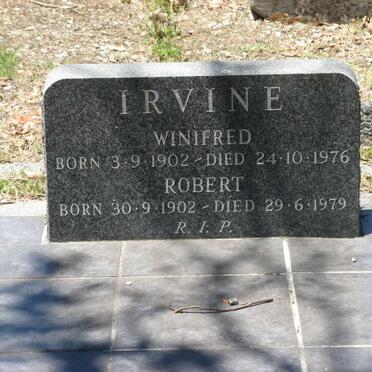 IRVINE
WINIFRED
BORN 3·9·1902 - DIED 24·10·1976
ROBERT
BORN 30·9·1902 - DIED 29·6·1979
R.I.P.